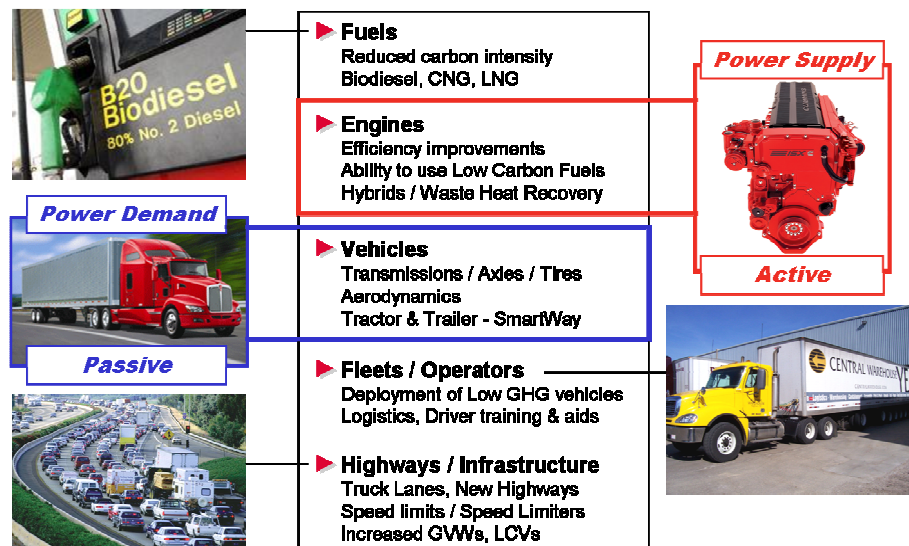 B20
Biodiesel
80% No. 2 Diesel
Fuels
Reduced carbon intensity
Biodiesel, CNG, LNG
Power Supply
Engines
Efficiency improvements
Ability to use Low Carbon Fuels
Hybrids / Waste Heat Recovery
Active
Power Demand
Passive
Vehicles
Transmissions / Axles / Tires
Aerodynamics
Tractor & Trailer - SmartWay
Fleets / Operators
Deployment of Low GHG vehicles
Logistics, Driver training & aids
CENTRAL WAREHOUSE
Highways / Infrastructure
Truck Lanes, New Highways
Speed limits / Speed Limiters
Increased GVWs, LCVs